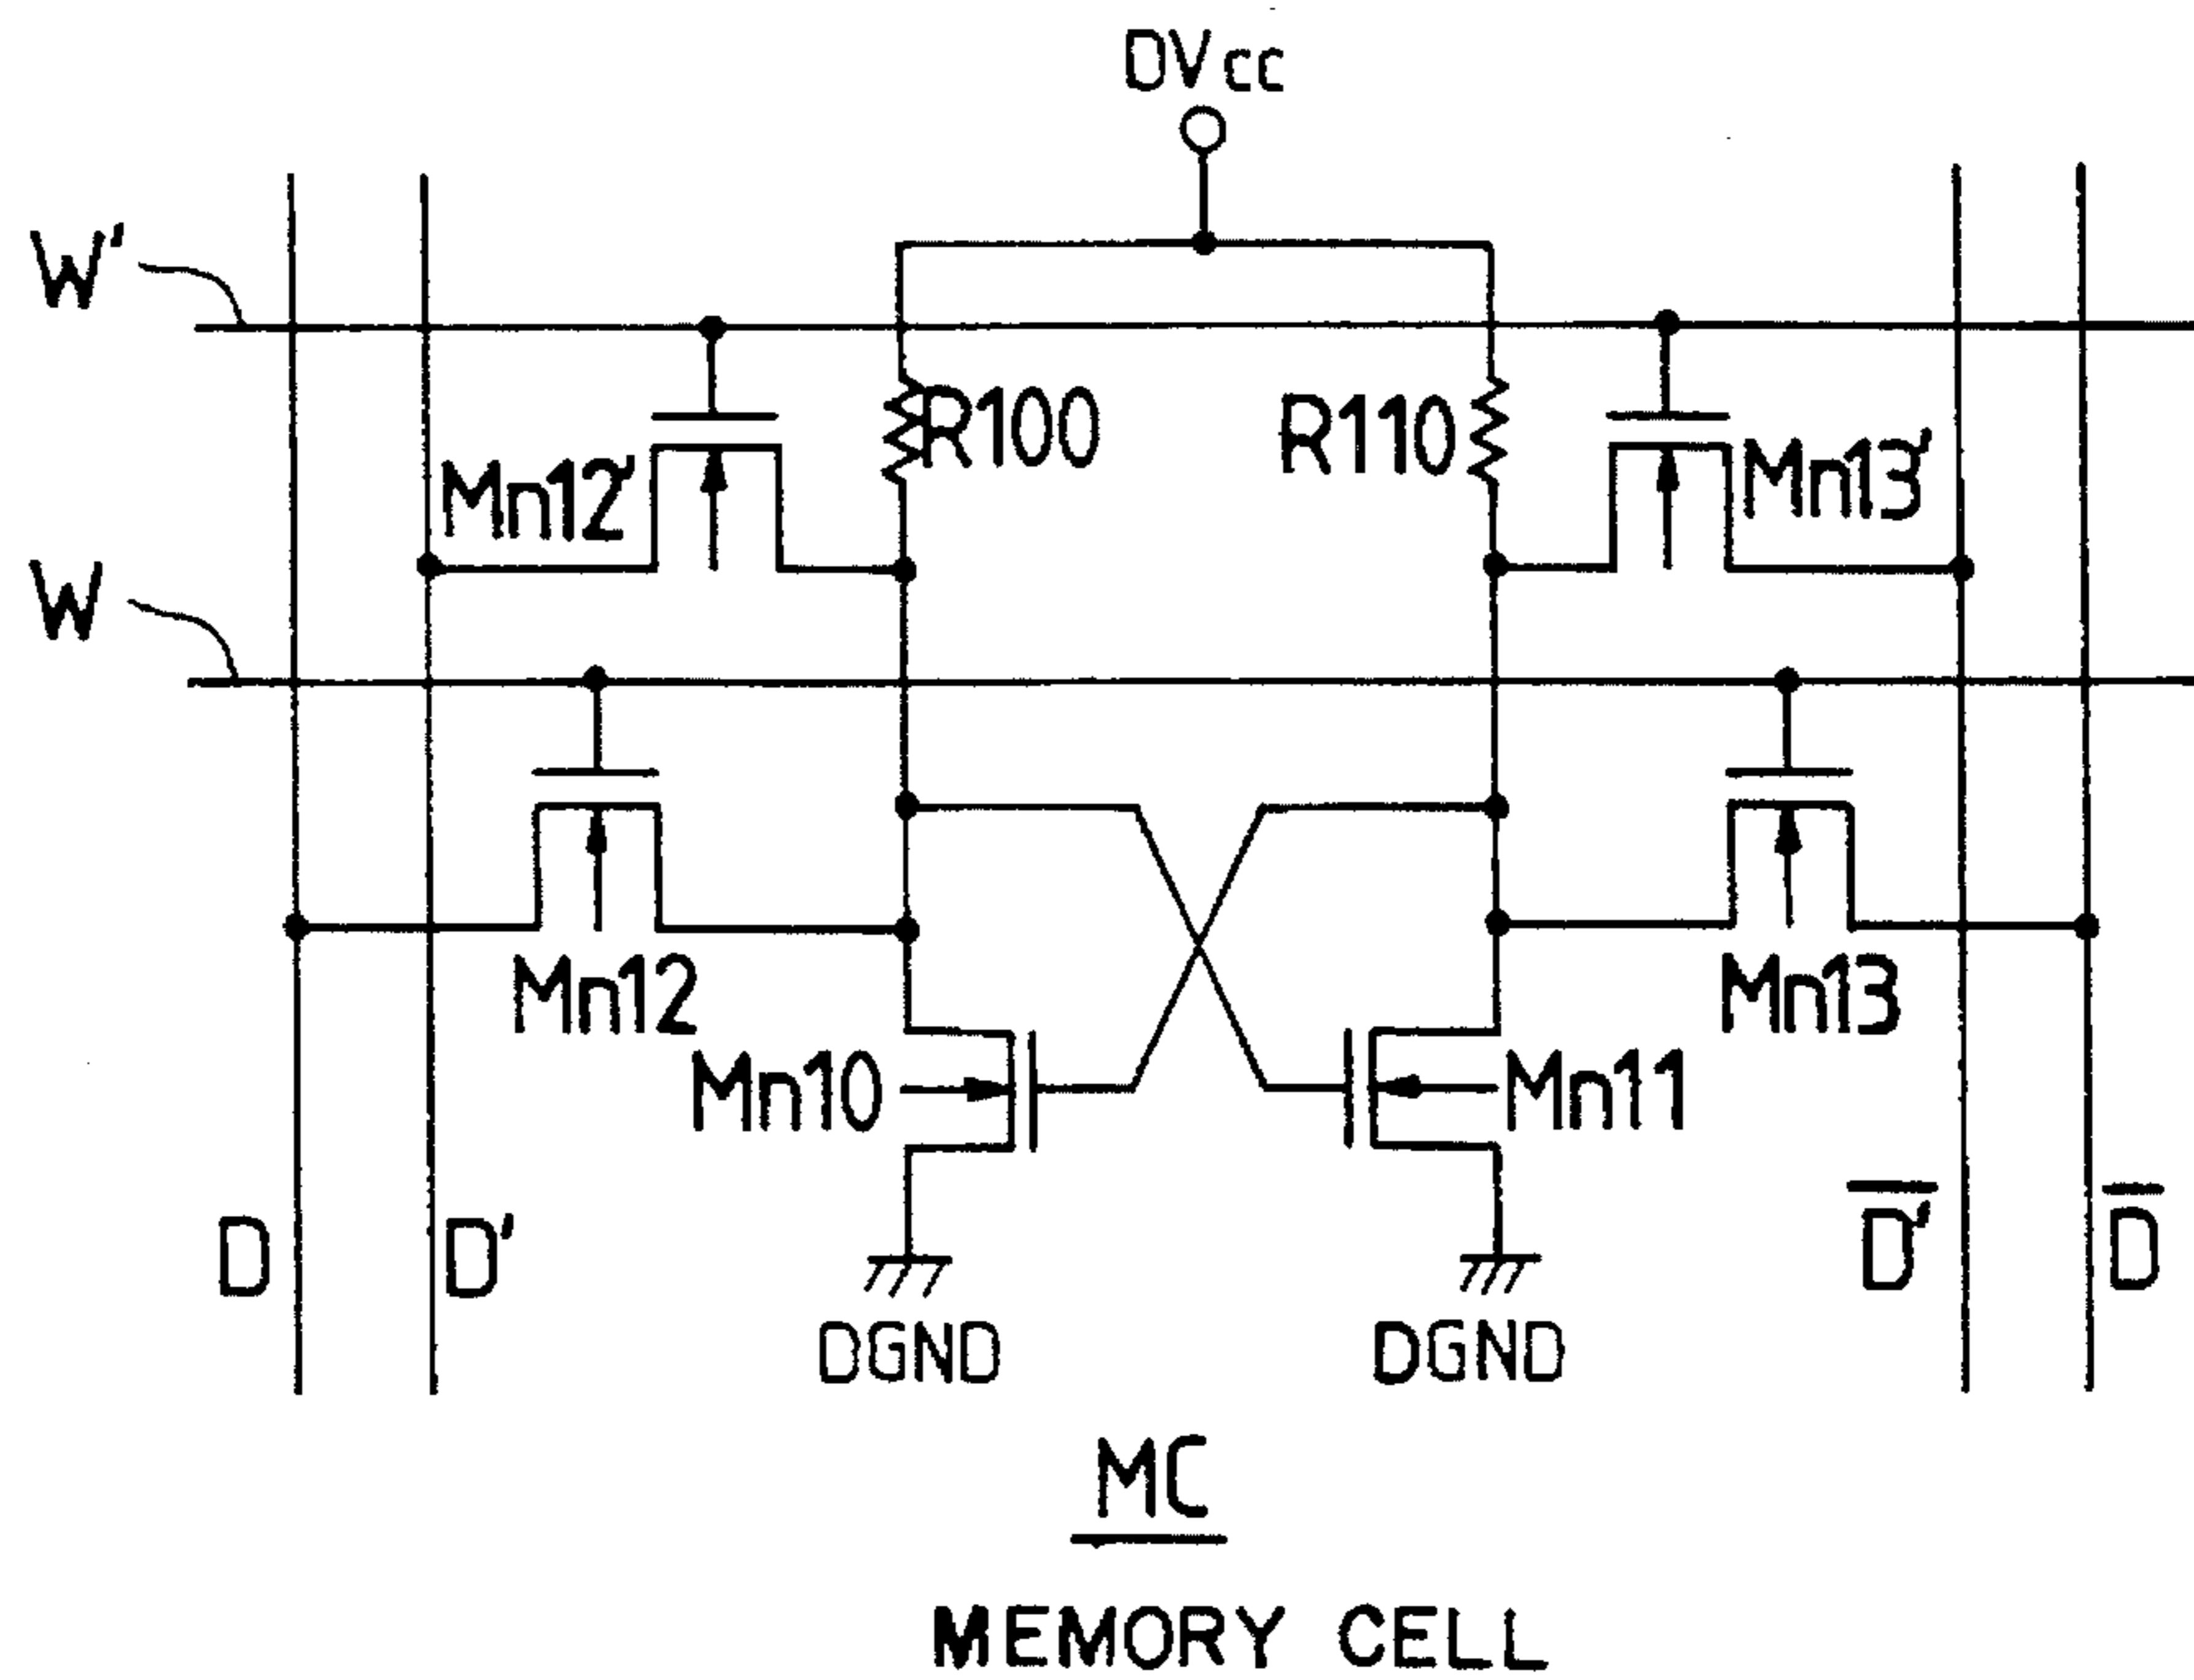 DVcc
W'
R100
R110
Mn12'
Mn13'
W
Mn12
Mn13
Mn10
Mn11
D
D'
D̅'̅
D̅
DGND
DGND
MC
MEMORY CELL